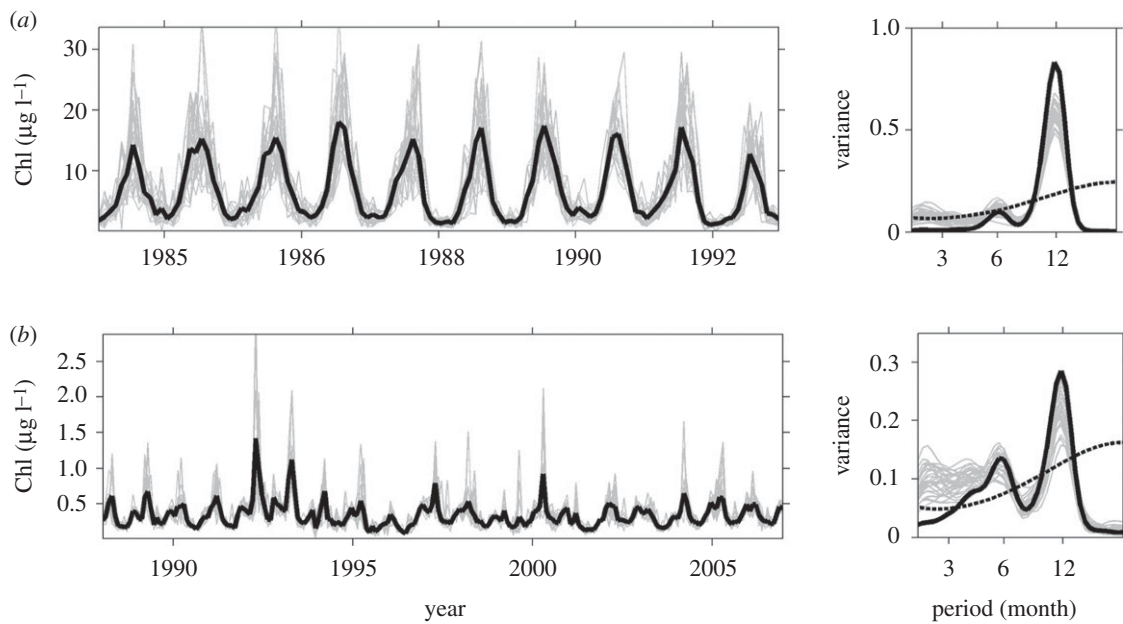 (a)
Chl (µg l⁻¹)
30
20
10
1985 1986 1988 1990 1992
variance
1.0
0.5
0
3 6 12
(b)
Chl (µg l⁻¹)
2.5
2.0
1.5
1.0
0.5
1990 1995 2000 2005
year
variance
0.3
0.2
0.1
0
3 6 12
period (month)